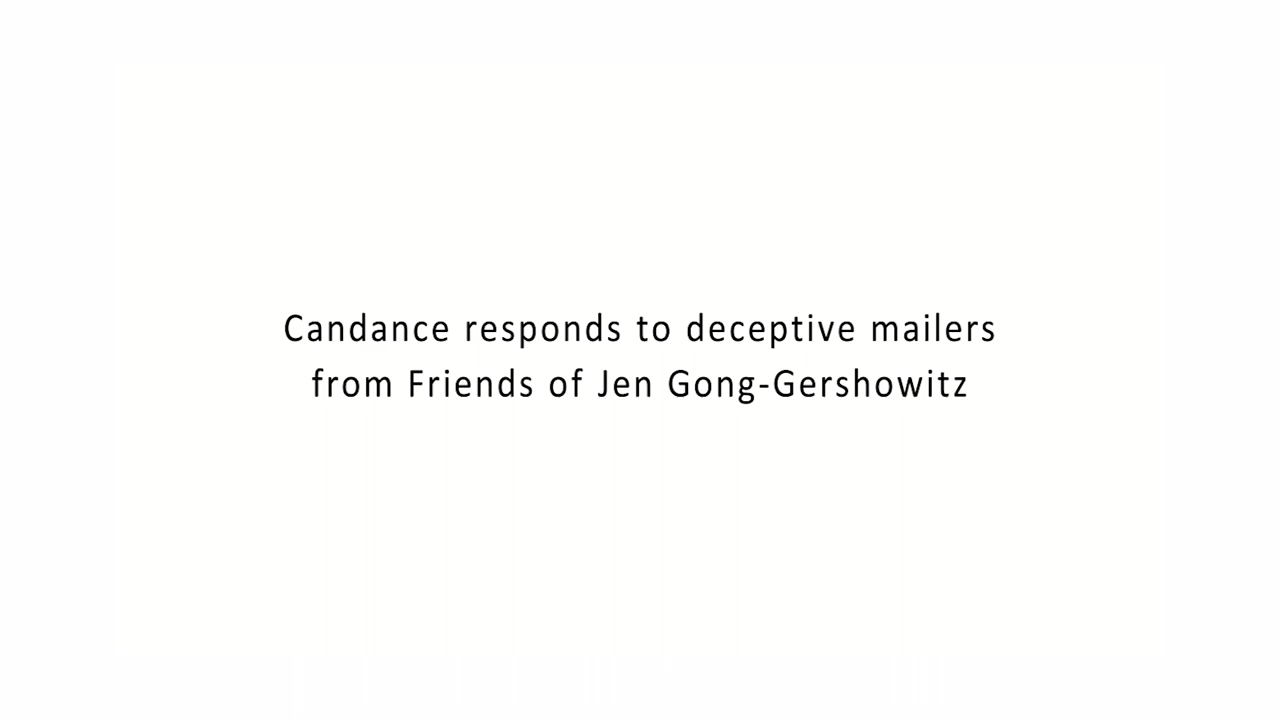 Candance responds to deceptive mailers
from Friends of Jen Gong-Gershowitz